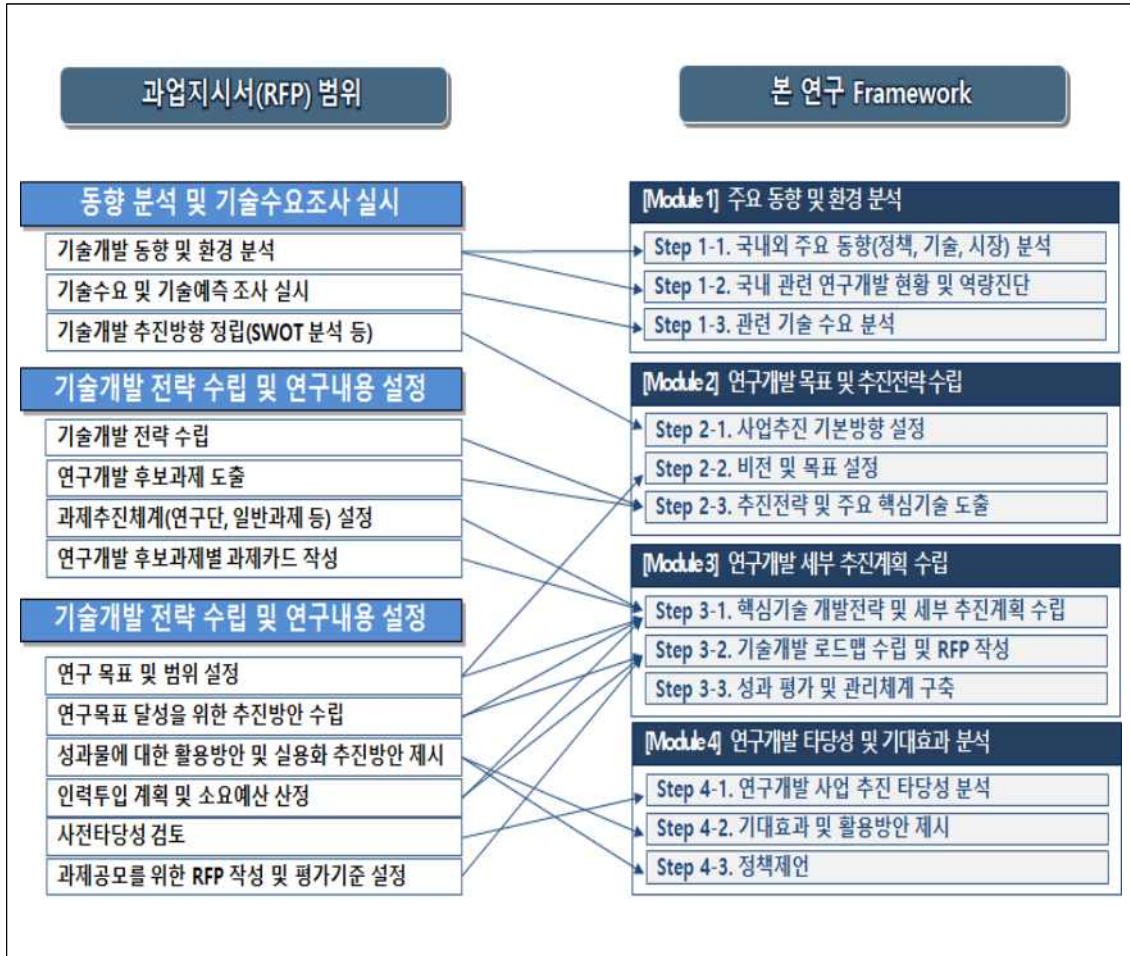 과업지시서(RFP) 범위
동향 분석 및 기술수요조사 실시
기술개발 동향 및 환경 분석
기술수요 및 기술예측 조사 실시
기술개발 추진방향 정립(SWOT 분석 등)
기술개발 전략 수립 및 연구내용 설정
기술개발 전략 수립
연구개발 후보과제 도출
과제추진체계(연구단, 일반과제 등) 설정
연구개발 후보과제별 과제카드 작성
기술개발 전략 수립 및 연구내용 설정
연구 목표 및 범위 설정
연구목표 달성을 위한 추진방안 수립
성과물에 대한 활용방안 및 실용화 추진방안 제시
인력투입 계획 및 소요예산 산정
사전타당성 검토
과제공모를 위한 RFP 작성 및 평가기준 설정
본 연구 Framework
[Module 1] 주요 동향 및 환경 분석
Step 1-1. 국내외 주요 동향(정책, 기술, 시장) 분석
Step 1-2. 국내 관련 연구개발 현황 및 역량진단
Step 1-3. 관련 기술 수요 분석
[Module 2] 연구개발 목표 및 추진전략 수립
Step 2-1. 사업추진 기본방향 설정
Step 2-2. 비전 및 목표 설정
Step 2-3. 추진전략 및 주요 핵심기술 도출
[Module 3] 연구개발 세부 추진계획 수립
Step 3-1. 핵심기술 개발전략 및 세부 추진계획 수립
Step 3-2. 기술개발 로드맵 수립 및 RFP 작성
Step 3-3. 성과 평가 및 관리체계 구축
[Module 4] 연구개발 타당성 및 기대효과 분석
Step 4-1. 연구개발 사업 추진 타당성 분석
Step 4-2. 기대효과 및 활용방안 제시
Step 4-3. 정책제언